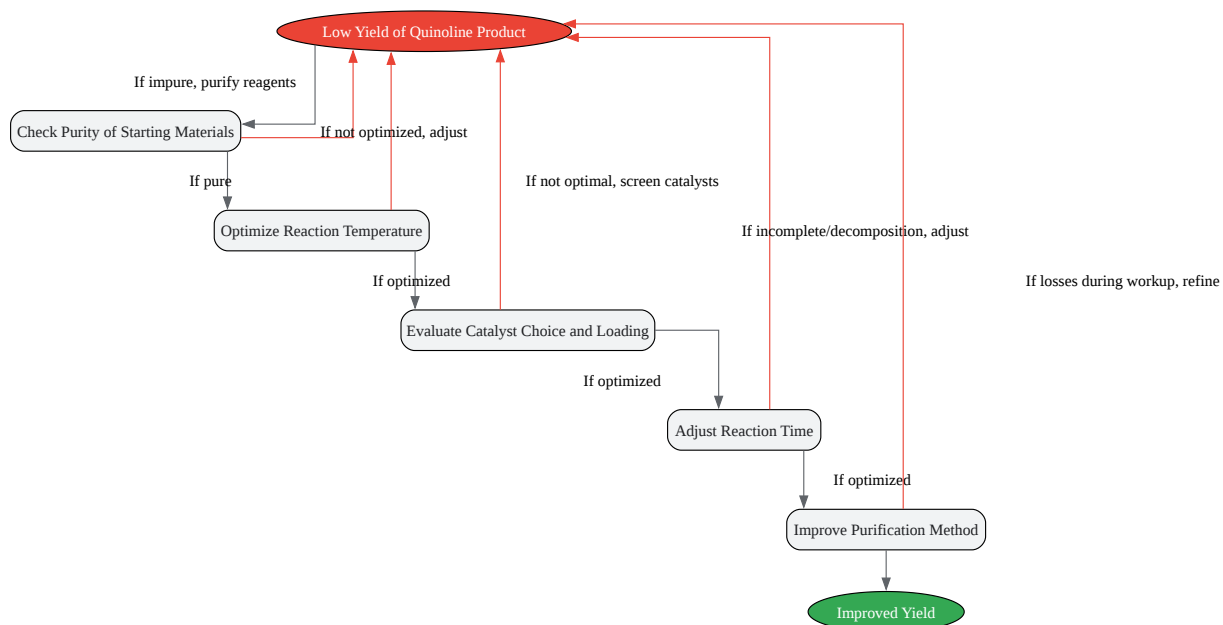 Low Yield of Quinoline Product
If impure, purify reagents
Check Purity of Starting Materials
If not optimized, adjust
If pure
If not optimal, screen catalysts
Optimize Reaction Temperature
If incomplete/decomposition, adjust
If optimized
If losses during workup, refine
Evaluate Catalyst Choice and Loading
If optimized
Adjust Reaction Time
If optimized
Improve Purification Method
Improved Yield